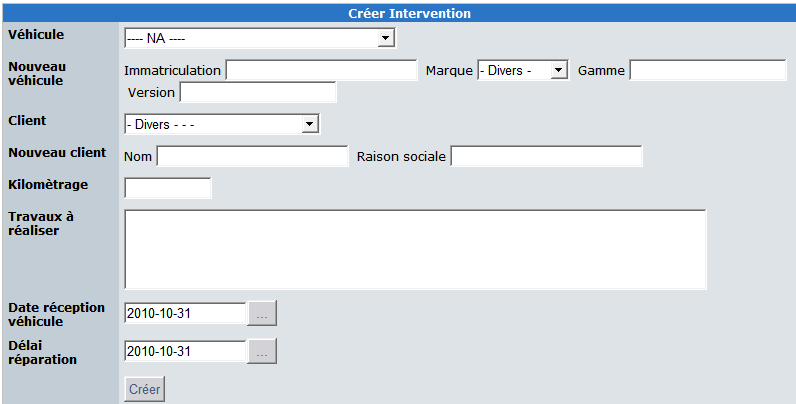 Créer Intervention
Véhicule ---- NA ----
Nouveau véhicule Immatriculation Marque - Divers - Gamme
Version
Client - Divers - - -
Nouveau client Nom Raison sociale
Kilomètrage
Travaux à
réaliser
Date réception
véhicule 2010-10-31 ...
Délai
réparation 2010-10-31 ...
Créer